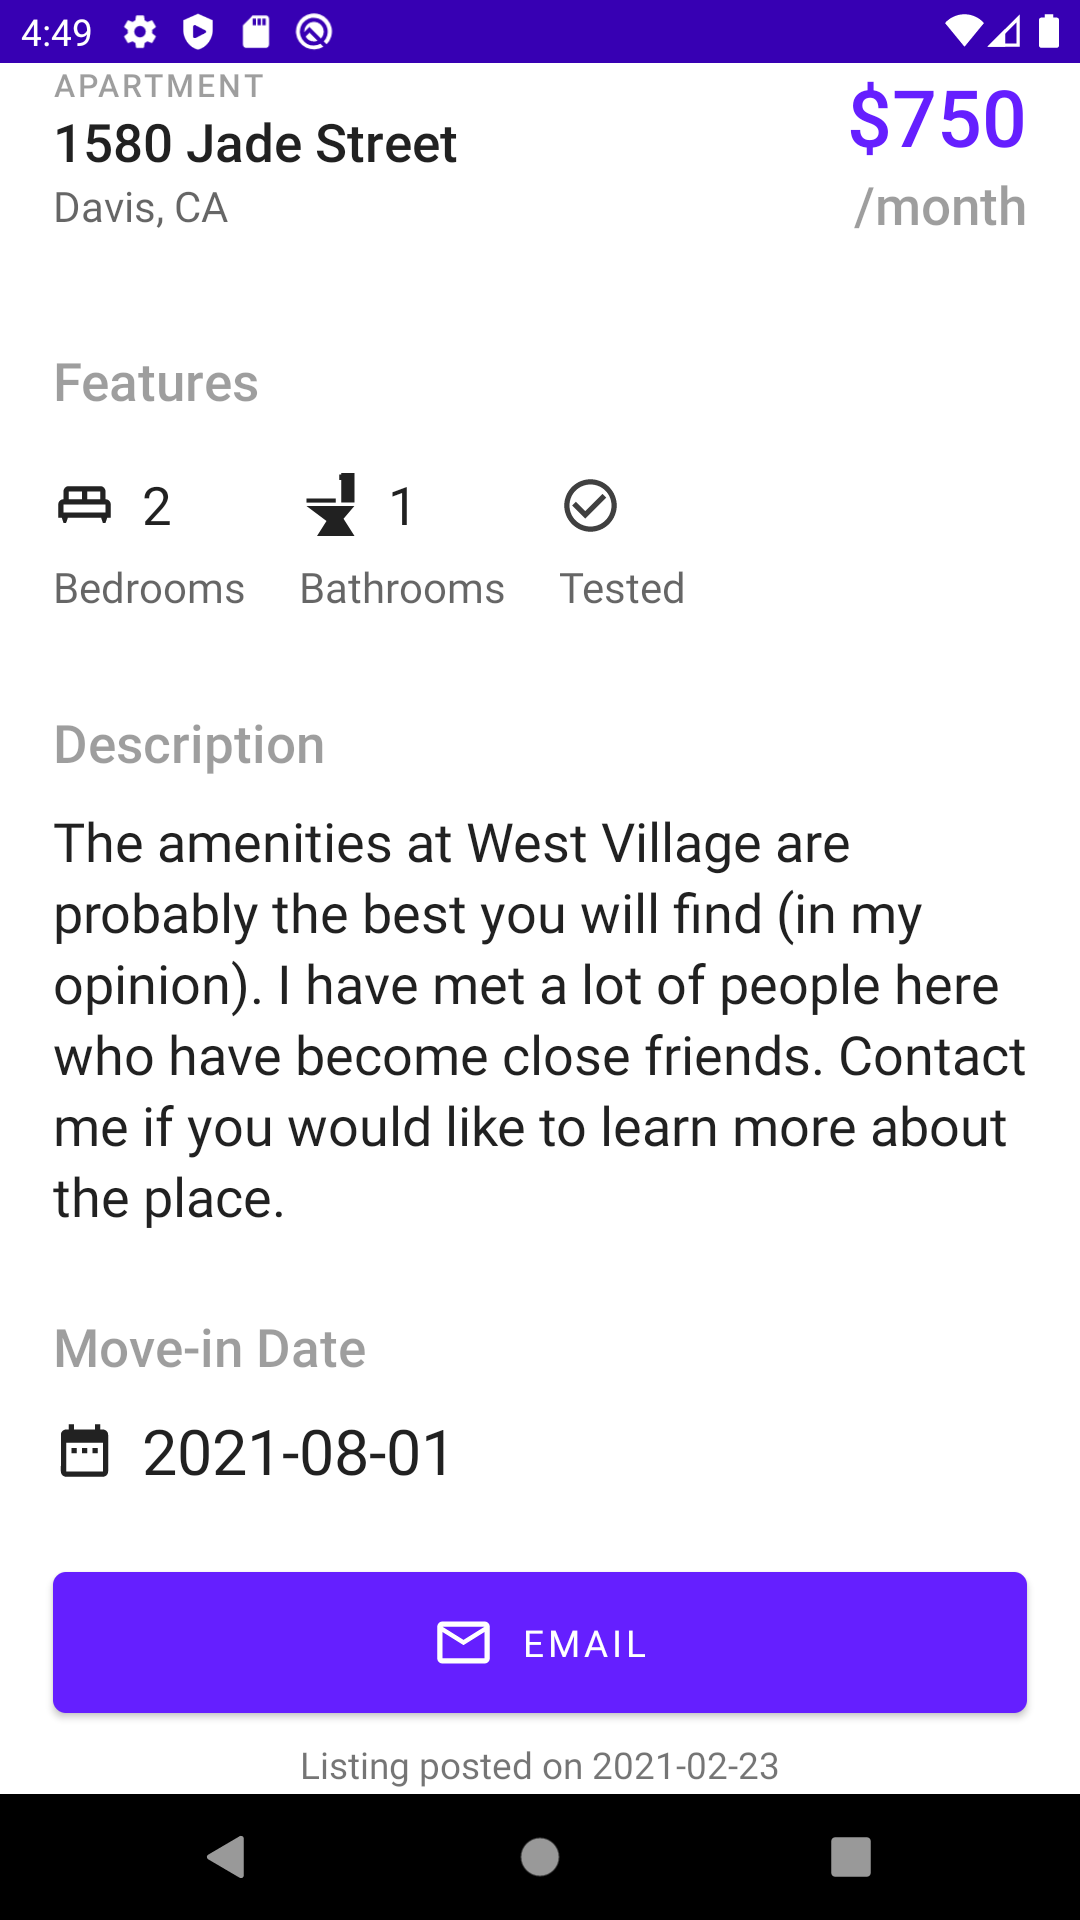 4:49
APARTMENT
1580 Jade Street
Davis, CA
$750
/month
Features
2
Bedrooms
1
Bathrooms
Tested
Description
The amenities at West Village are
probably the best you will find (in my
opinion). I have met a lot of people here
who have become close friends. Contact
me if you would like to learn more about
the place.
Move-in Date
2021-08-01
EMAIL
Listing posted on 2021-02-23